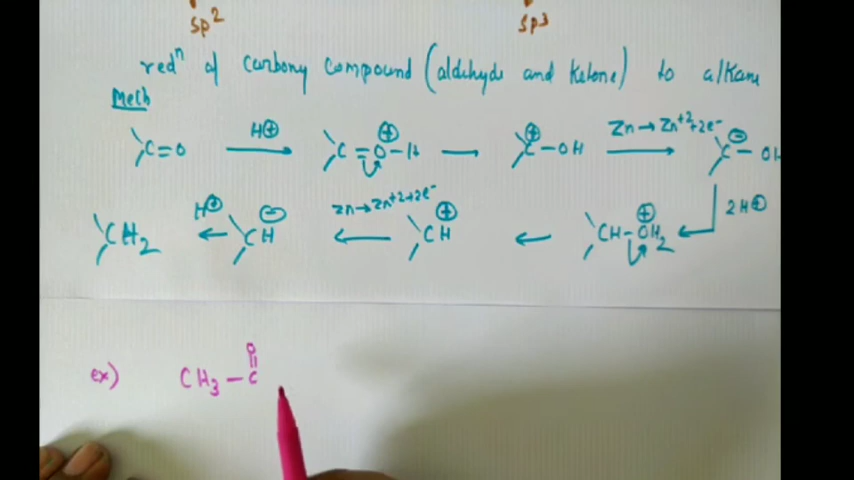 sp² sp³
redⁿ of carbony compound (aldehyde and ketone) to alkane
Mech
C=O H⊕ C=O-H ⊕ C-OH ⊕ Zn→Zn+2+2e⁻ C-OH ⊖
2H⊕
CH₂ H⊕ CH ⊖ Zn→Zn+2+2e⁻ CH ⊕ CH-OH₂ ⊕
ex) CH₃-C=O